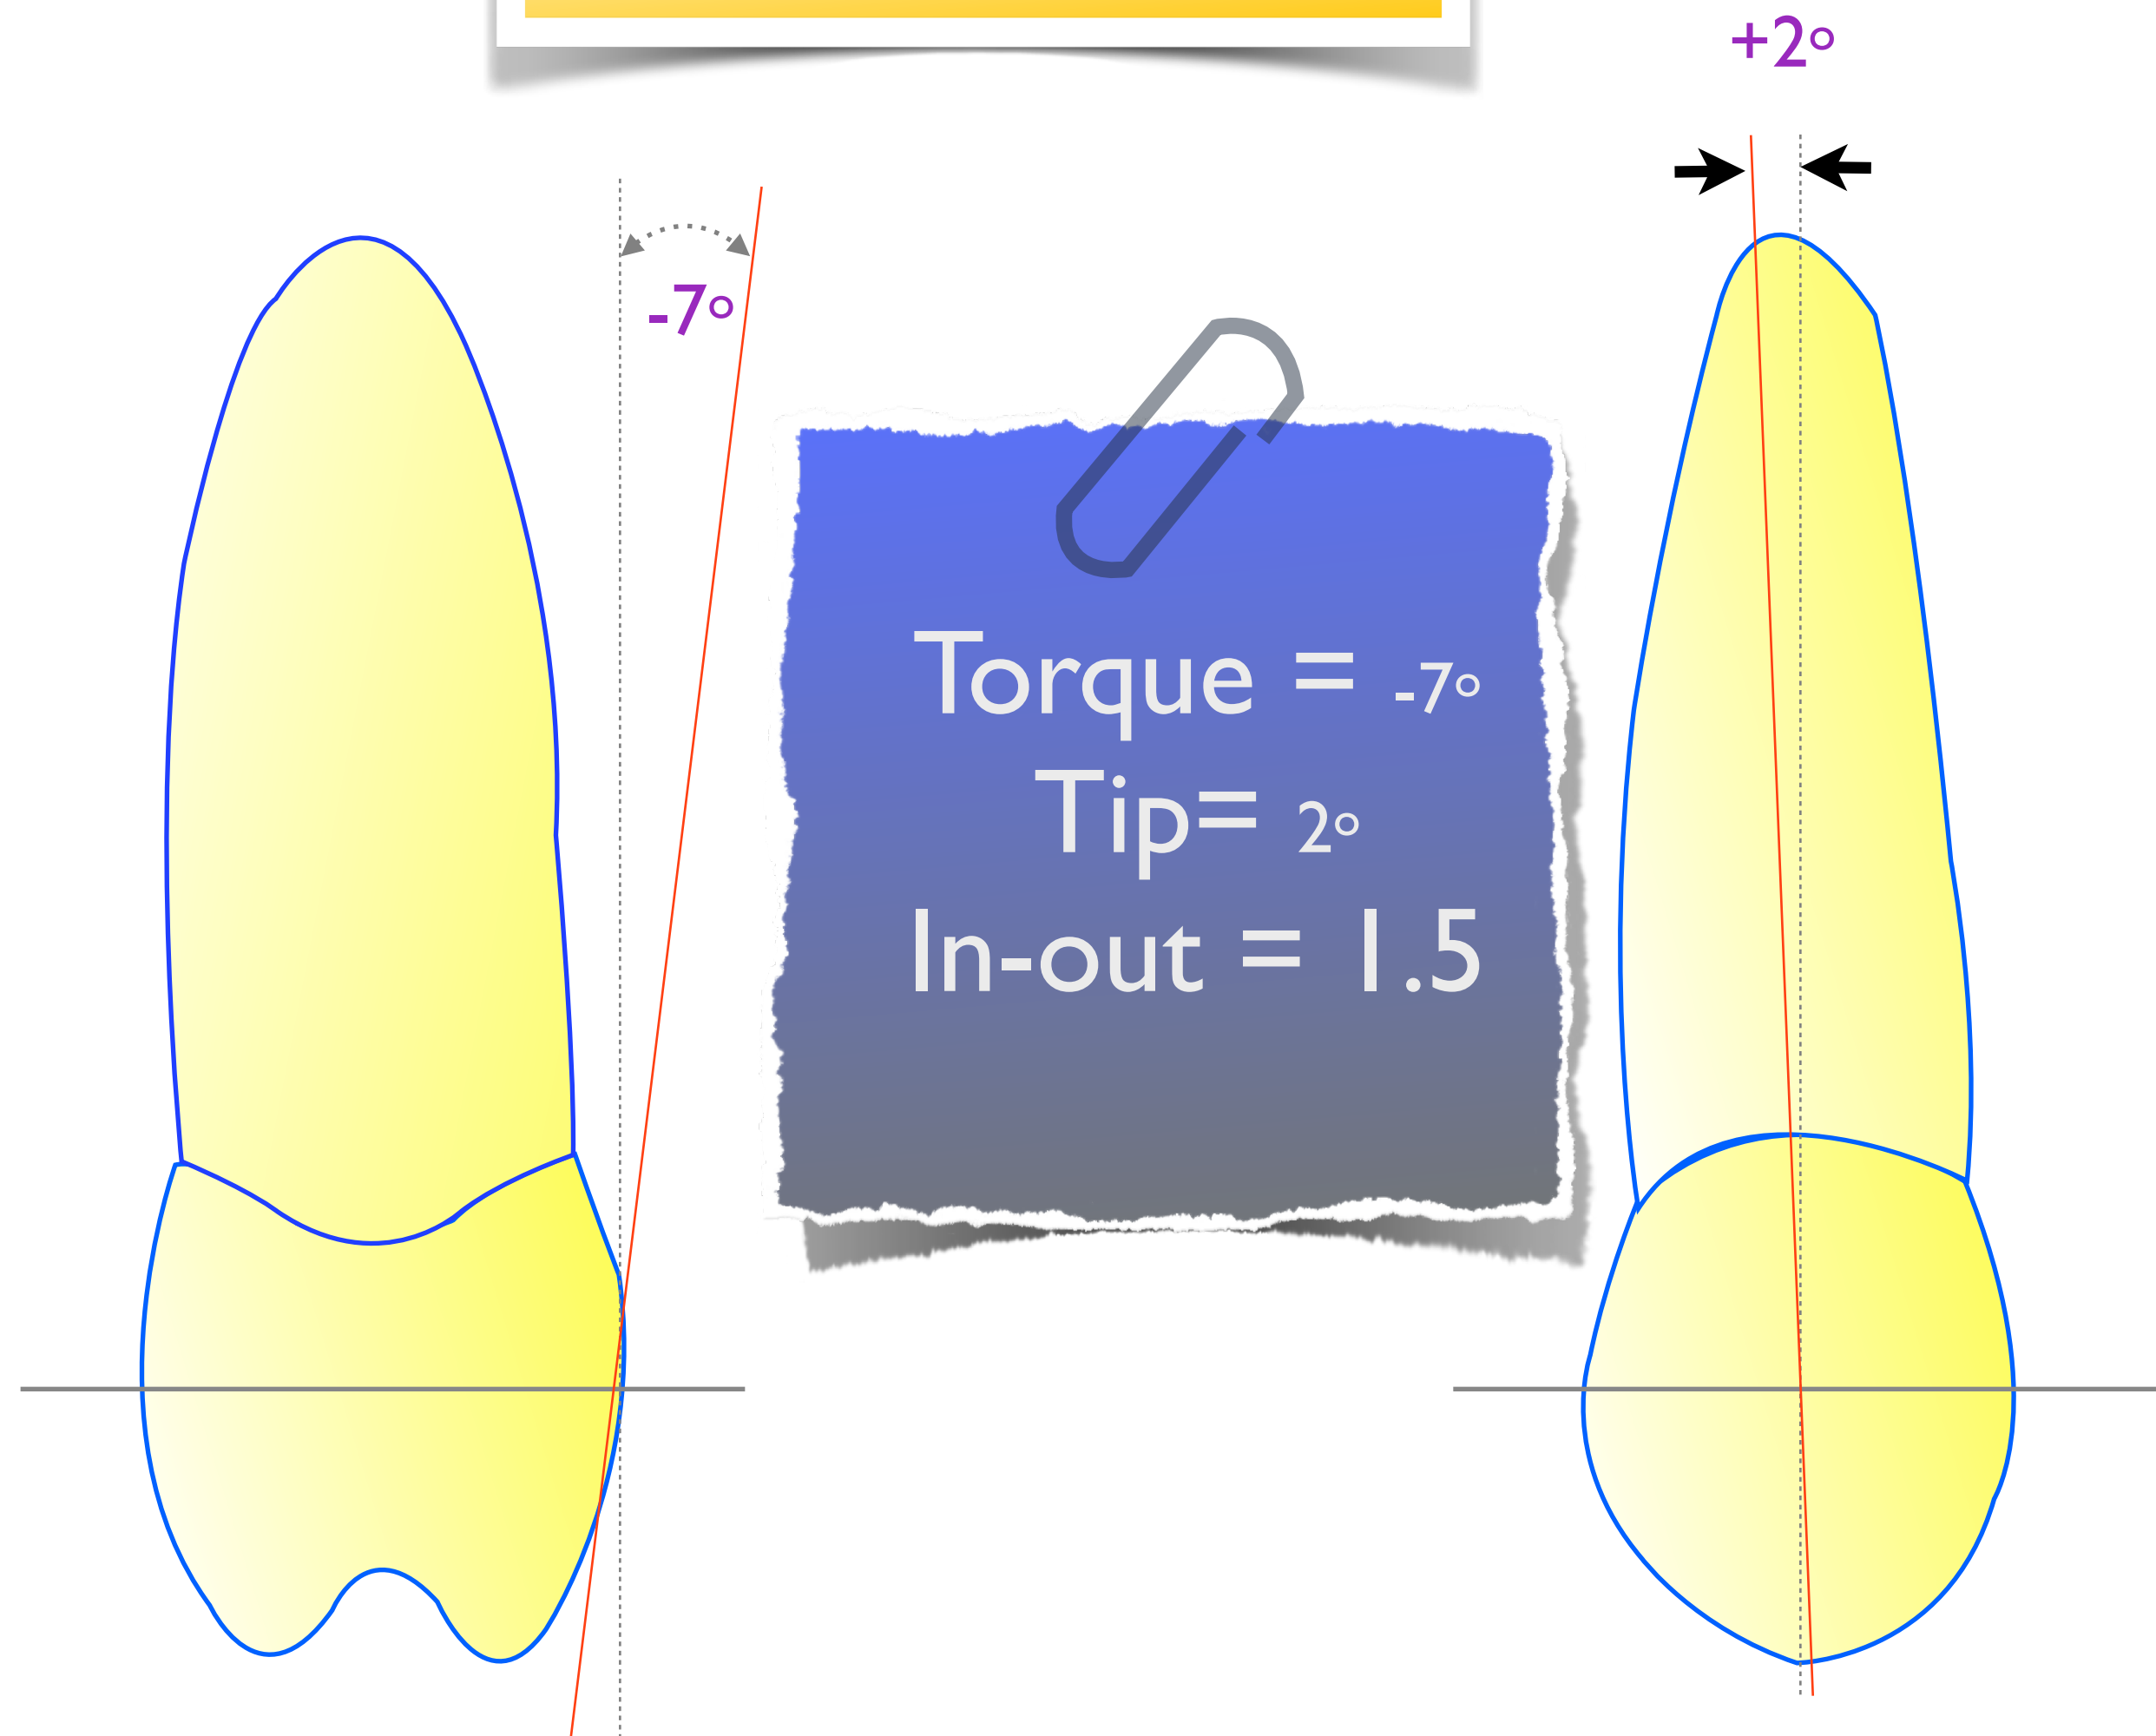 +2°
-7°
Torque = -7°
Tip= 2°
In-out = 1.5